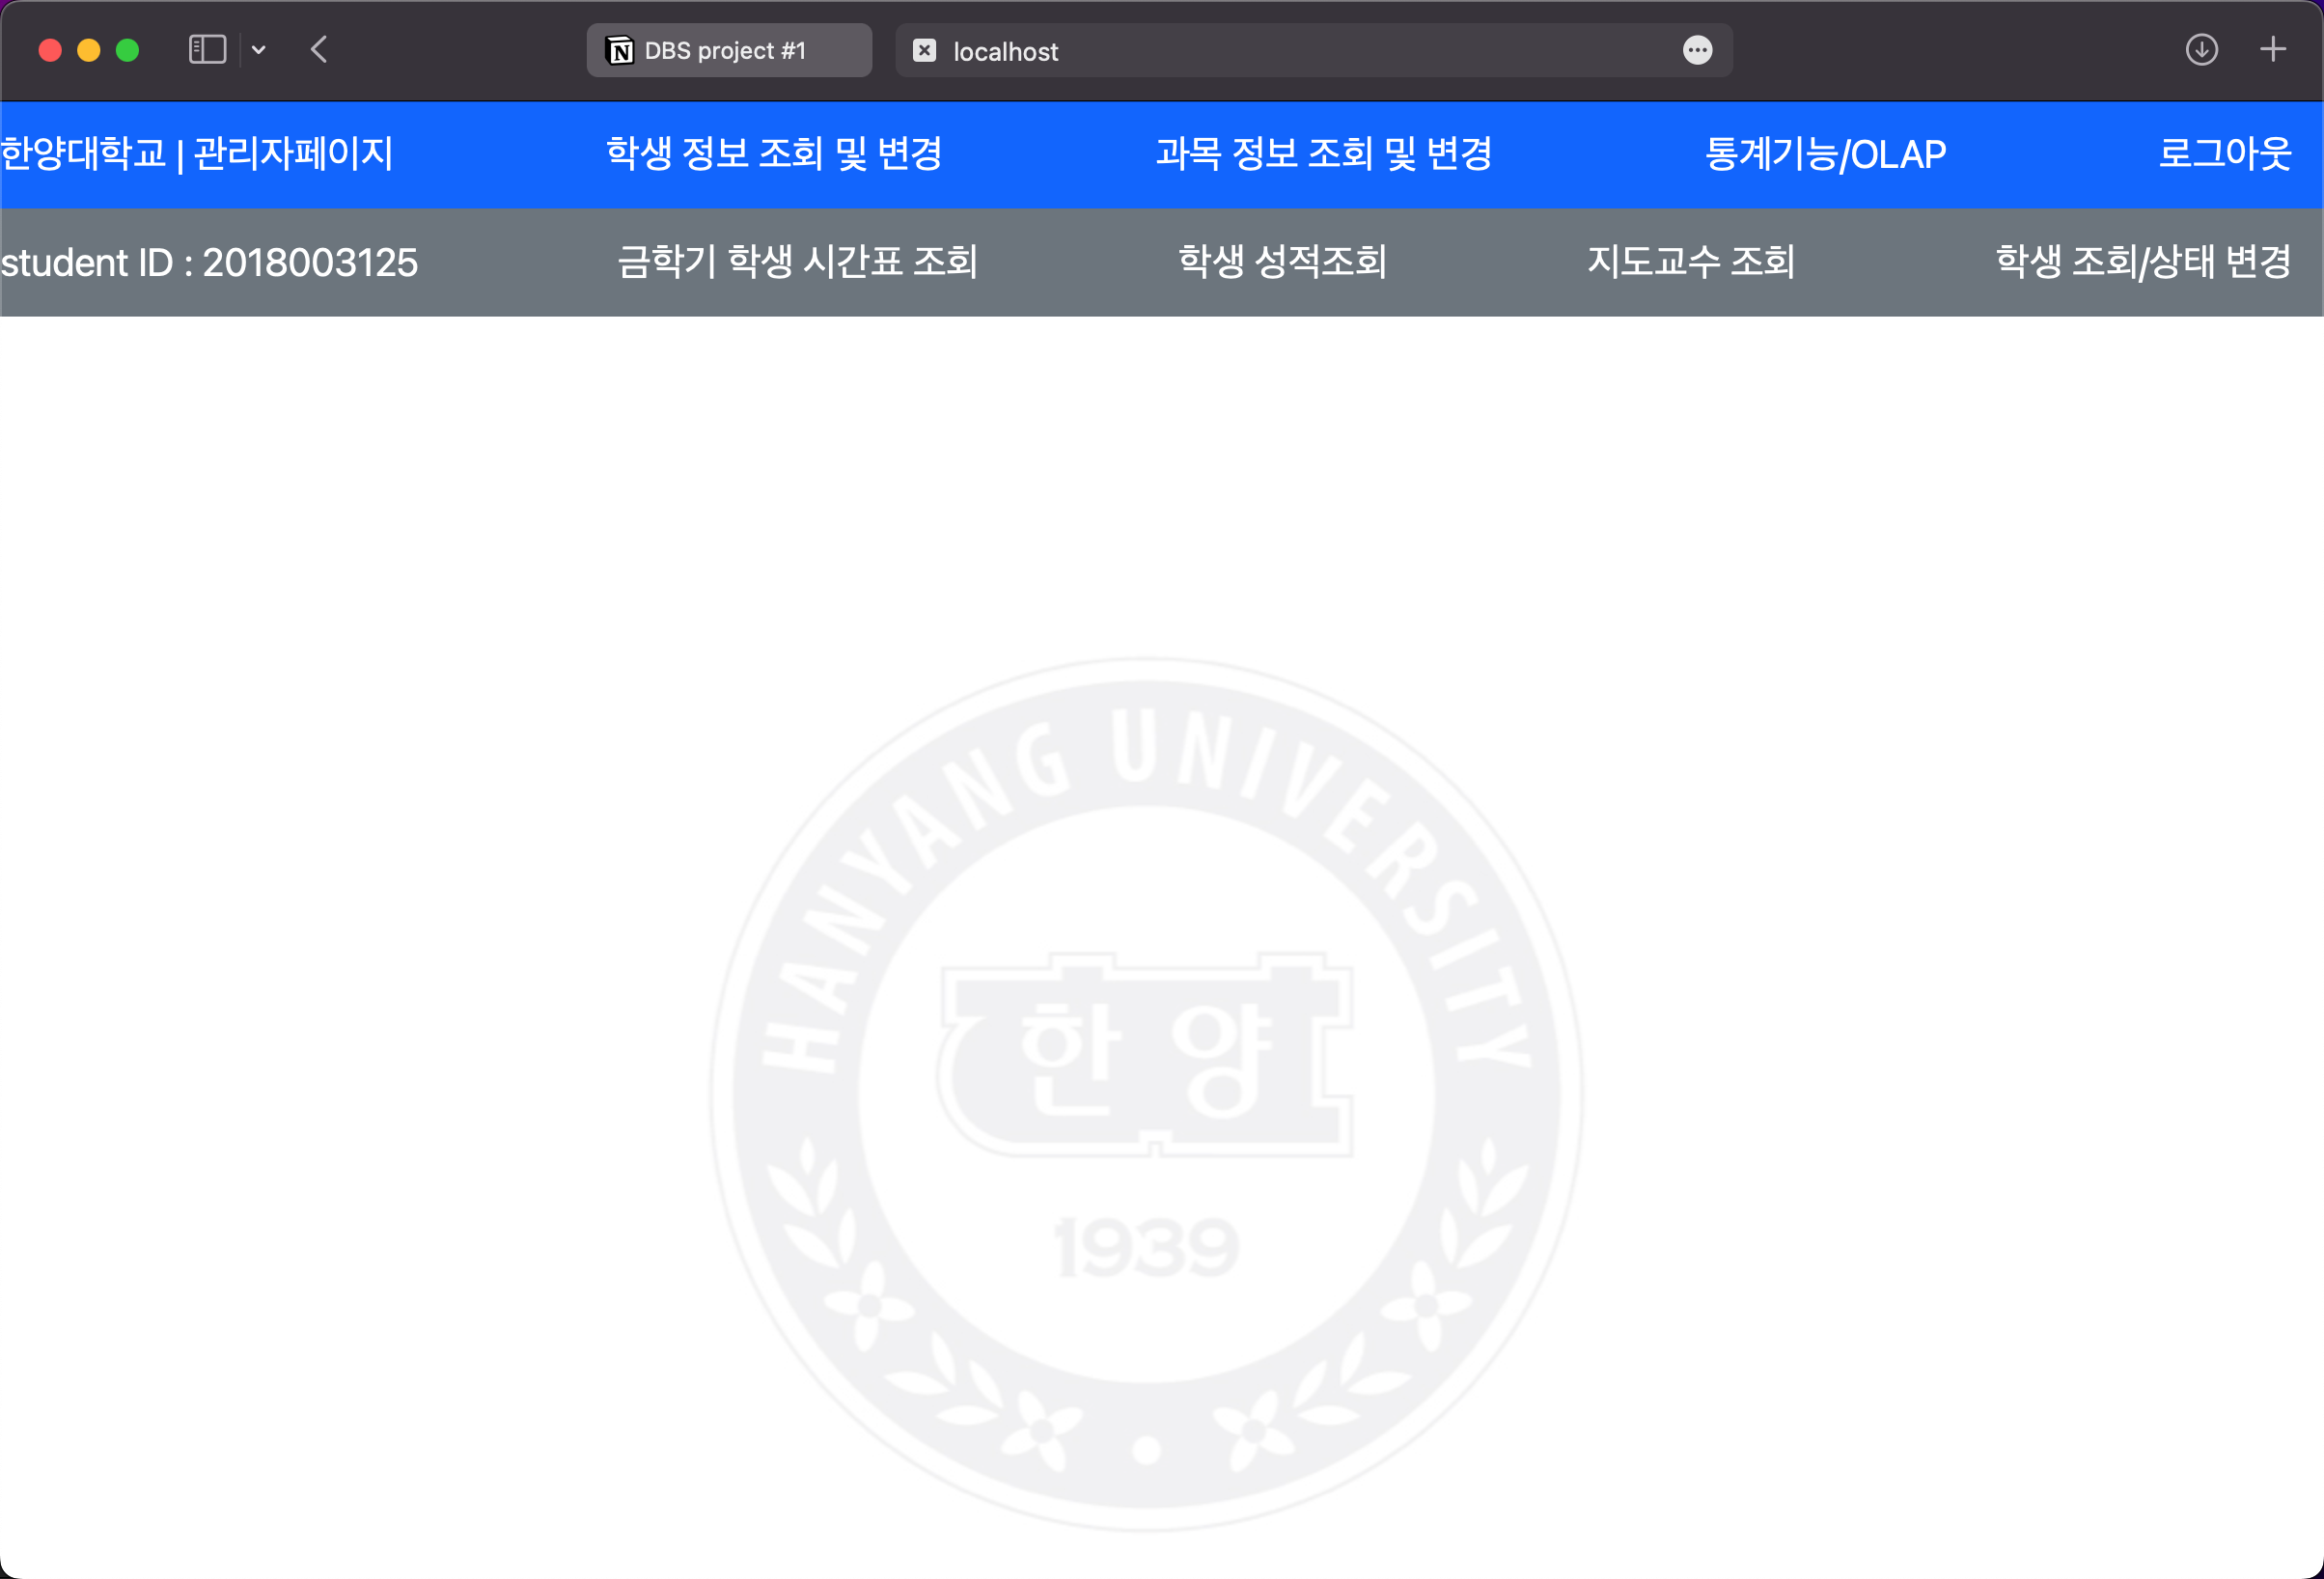 DBS project #1
localhost
한양대학교 | 관리자페이지
학생 정보 조회 및 변경
과목 정보 조회 및 변경
통계기능/OLAP
로그아웃
student ID : 2018003125
금학기 학생 시간표 조회
학생 성적조회
지도교수 조회
학생 조회/상태 변경
HANYANG UNIVERSITY
한양
1939